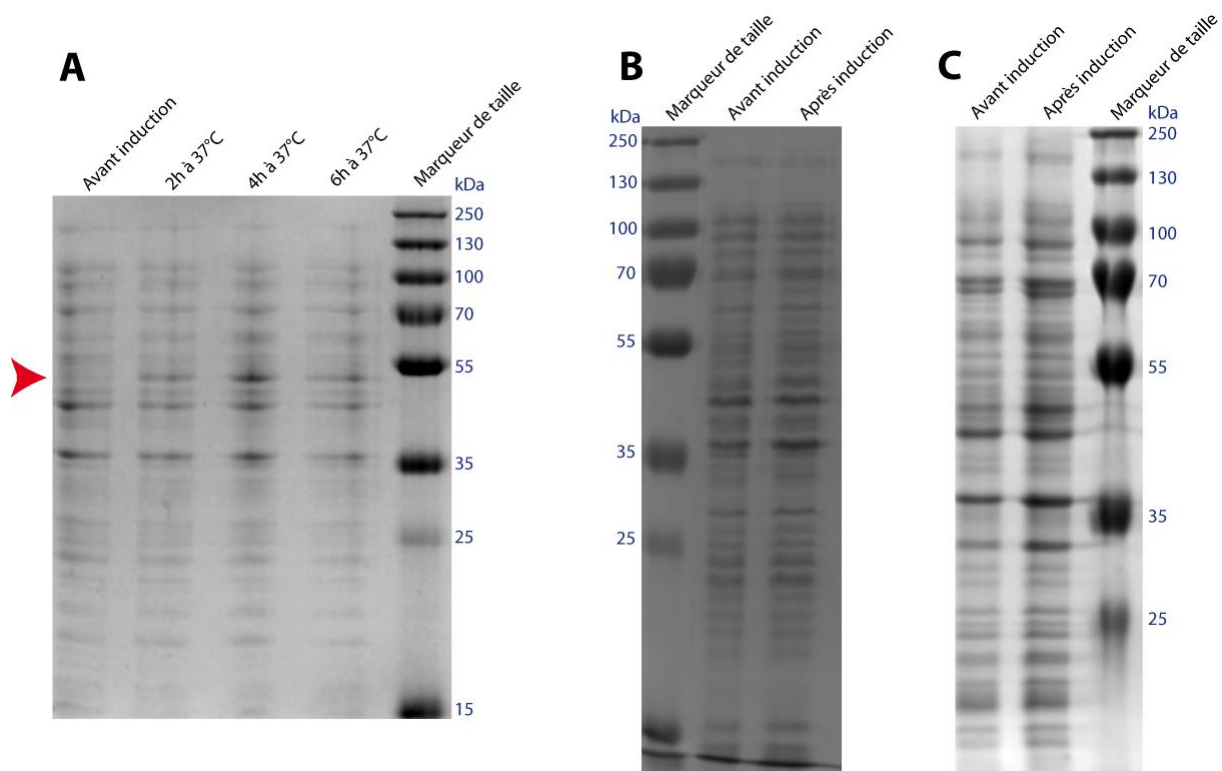 A
Avant induction
2h à 37°C
4h à 37°C
6h à 37°C
Marqueur de taille
kDa
250
130
100
70
55
35
25
15
B
Marqueur de taille
Avant induction
Après induction
kDa
250
130
100
70
55
35
25
C
Avant induction
Après induction
Marqueur de taille
kDa
250
130
100
70
55
35
25